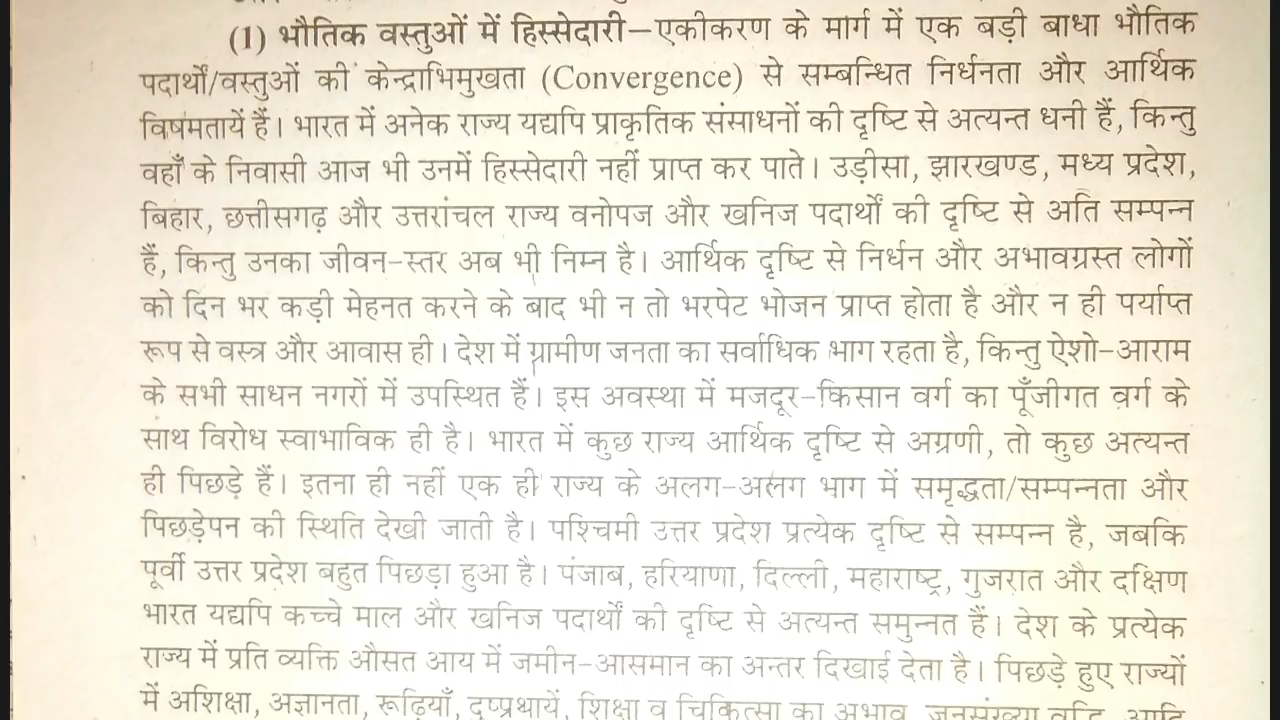 (1) भौतिक वस्तुओं में हिस्सेदारी–एकीकरण के मार्ग में एक बड़ी बाधा भौतिक
पदार्थों/वस्तुओं की केन्द्राभिमुखता (Convergence) से सम्बन्धित निर्धनता और आर्थिक
विषमतायें हैं। भारत में अनेक राज्य यद्यपि प्राकृतिक संसाधनों की दृष्टि से अत्यन्त धनी हैं, किन्तु
वहाँ के निवासी आज भी उनमें हिस्सेदारी नहीं प्राप्त कर पाते। उड़ीसा, झारखण्ड, मध्य प्रदेश,
बिहार, छत्तीसगढ़ और उत्तरांचल राज्य वनोपज और खनिज पदार्थों की दृष्टि से अति सम्पन्न
हैं, किन्तु उनका जीवन-स्तर अब भी निम्न है। आर्थिक दृष्टि से निर्धन और अभावग्रस्त लोगों
को दिन भर कड़ी मेहनत करने के बाद भी न तो भरपेट भोजन प्राप्त होता है और न ही पर्याप्त
रूप से वस्त्र और आवास ही। देश में ग्रामीण जनता का सर्वाधिक भाग रहता है, किन्तु ऐशो-आराम
के सभी साधन नगरों में उपस्थित हैं। इस अवस्था में मजदूर-किसान वर्ग का पूँजीगत वर्ग के
साथ विरोध स्वाभाविक ही है। भारत में कुछ राज्य आर्थिक दृष्टि से अग्रणी, तो कुछ अत्यन्त
ही पिछड़े हैं। इतना ही नहीं एक ही राज्य के अलग-अलग भाग में समृद्धता/सम्पन्नता और
पिछड़ेपन की स्थिति देखी जाती है। पश्चिमी उत्तर प्रदेश प्रत्येक दृष्टि से सम्पन्न है, जबकि
पूर्वी उत्तर प्रदेश बहुत पिछड़ा हुआ है। पंजाब, हरियाणा, दिल्ली, महाराष्ट्र, गुजरात और दक्षिण
भारत यद्यपि कच्चे माल और खनिज पदार्थों की दृष्टि से अत्यन्त समुन्नत हैं। देश के प्रत्येक
राज्य में प्रति व्यक्ति औसत आय में जमीन-आसमान का अन्तर दिखाई देता है। पिछड़े हुए राज्यों
में अशिक्षा, अज्ञानता, रूढ़ियाँ, दुष्प्रथायें, शिक्षा व चिकित्सा का अभाव, जनसंख्या वृद्धि, आदि